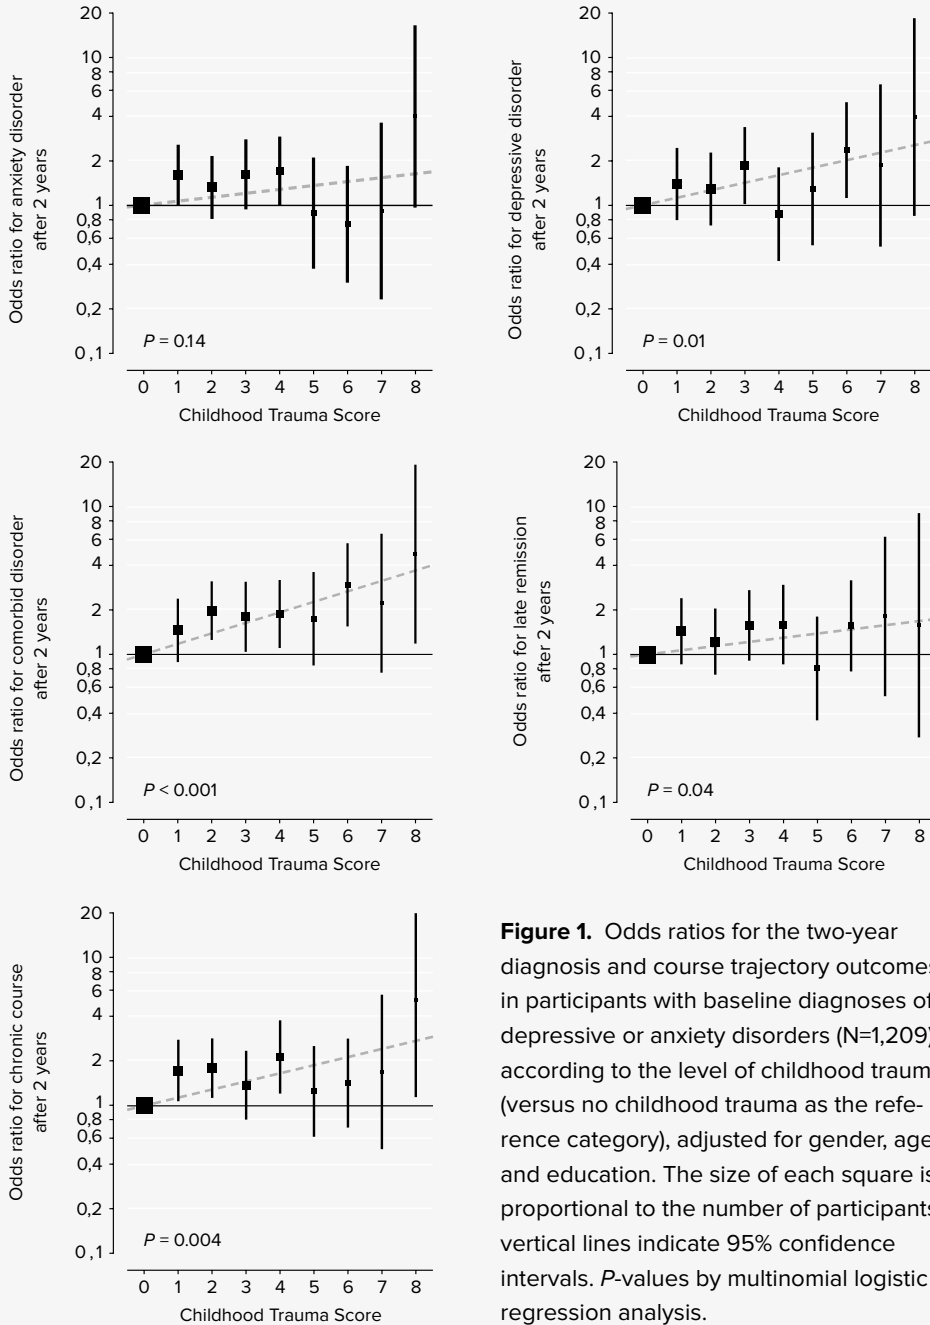 Odds ratio for anxiety disorder
after 2 years
20
10
8
6
4
2
1
0,8
0,6
0,4
0,2
0,1
P = 0.14
0 1 2 3 4 5 6 7 8
Childhood Trauma Score
Odds ratio for depressive disorder
after 2 years
20
10
8
6
4
2
1
0,8
0,6
0,4
0,2
0,1
P = 0.01
0 1 2 3 4 5 6 7 8
Childhood Trauma Score
Odds ratio for comorbid disorder
after 2 years
20
10
8
6
4
2
1
0,8
0,6
0,4
0,2
0,1
P < 0.001
0 1 2 3 4 5 6 7 8
Childhood Trauma Score
Odds ratio for late remission
after 2 years
20
10
8
6
4
2
1
0,8
0,6
0,4
0,2
0,1
P = 0.04
0 1 2 3 4 5 6 7 8
Childhood Trauma Score
Odds ratio for chronic course
after 2 years
20
10
8
6
4
2
1
0,8
0,6
0,4
0,2
0,1
P = 0.004
0 1 2 3 4 5 6 7 8
Childhood Trauma Score
Figure 1. Odds ratios for the two-year
diagnosis and course trajectory outcomes
in participants with baseline diagnoses of
depressive or anxiety disorders (N=1,209)
according to the level of childhood traum
(versus no childhood trauma as the refe-
rence category), adjusted for gender, age
and education. The size of each square is
proportional to the number of participants
vertical lines indicate 95% confidence
intervals. P-values by multinomial logistic
regression analysis.